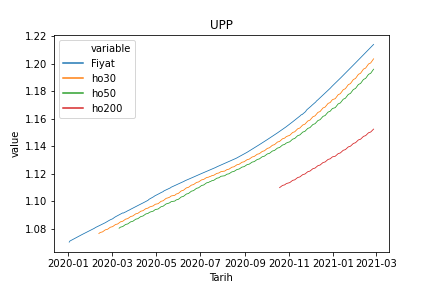 UPP
1.22
1.20
1.18
1.16
1.14
1.12
1.10
1.08
value
variable
Fiyat
ho30
ho50
ho200
2020-01 2020-03 2020-05 2020-07 2020-09 2020-11 2021-01 2021-03
Tarih